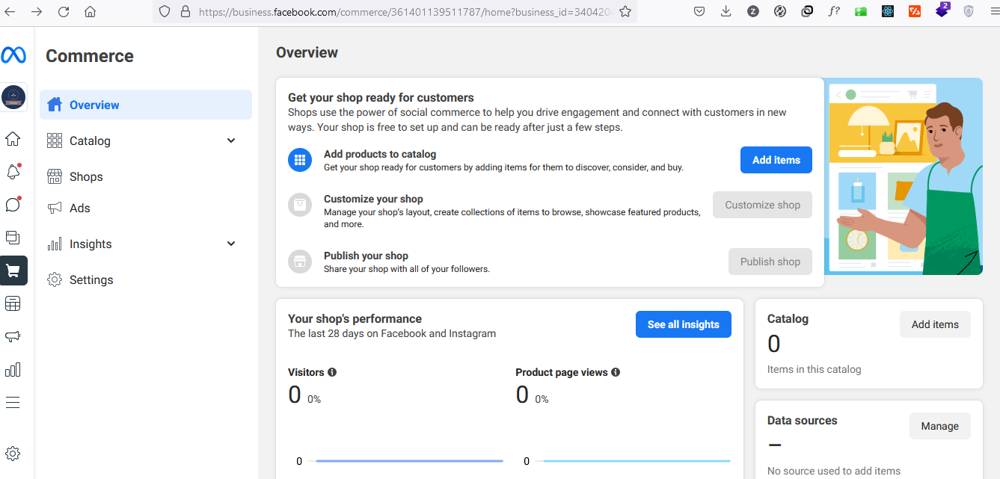 https://business.facebook.com/commerce/361401139511787/home?business_id=340420
Z
ƒ?
2
Commerce
Overview
Catalog
Shops
Ads
Insights
Settings
Overview
Get your shop ready for customers
Shops use the power of social commerce to help you drive engagement and connect with customers in new
ways. Your shop is free to set up and can be ready after just a few steps.
Add products to catalog
Get your shop ready for customers by adding items for them to discover, consider, and buy.
Add items
Customize your shop
Manage your shop's layout, create collections of items to browse, showcase featured products,
and more.
Customize shop
Publish your shop
Share your shop with all of your followers.
Publish shop
Your shop's performance
The last 28 days on Facebook and Instagram
See all insights
Visitors
0 0%
0
Product page views
0 0%
0
Catalog
Add items
0
Items in this catalog
Data sources
Manage
–
No source used to add items